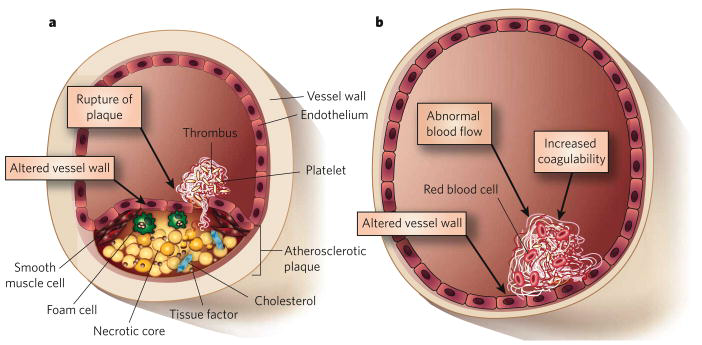 a
Rupture of
plaque
Vessel wall
Endothelium
Thrombus
Altered vessel wall
Platelet
Atherosclerotic
plaque
Smooth
muscle cell
Foam cell
Necrotic core
Tissue factor
Cholesterol
b
Abnormal
blood flow
Increased
coagulability
Red blood cell
Altered vessel wall